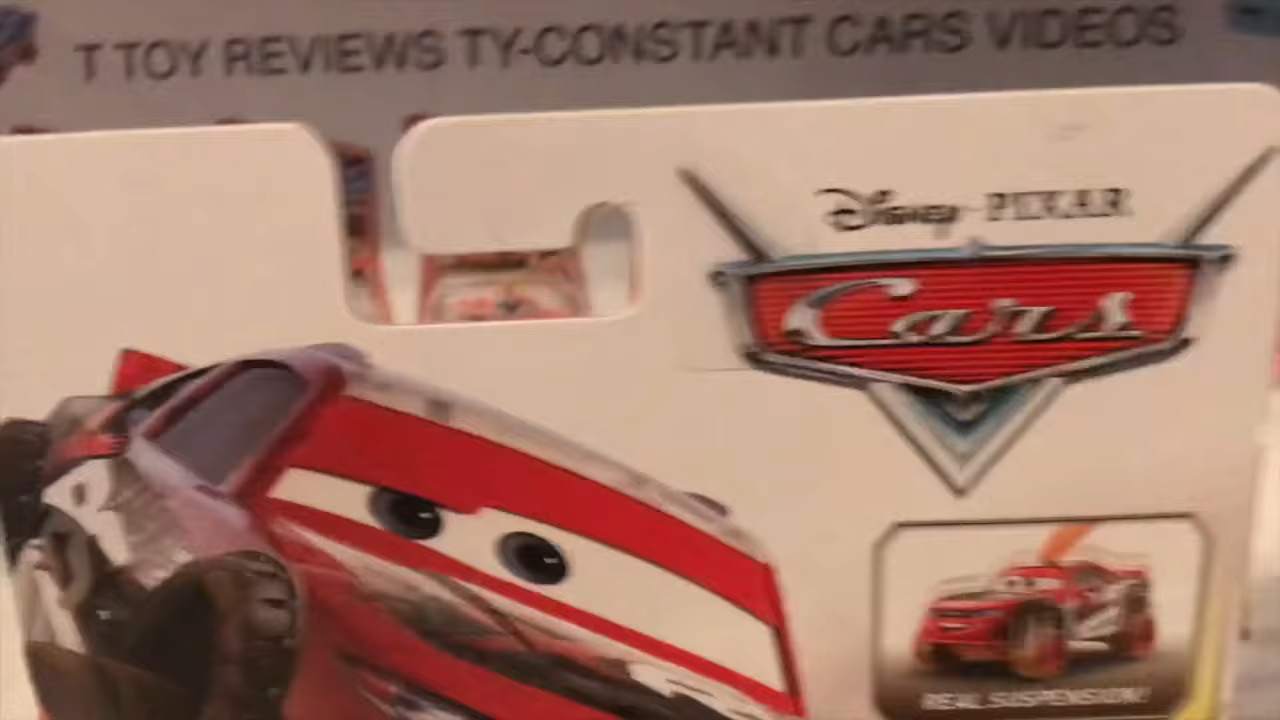 T TOY REVIEWS TY-CONSTANT CARS VIDEOS
Disney PIXAR
Cars
REAL SUSPENSION!